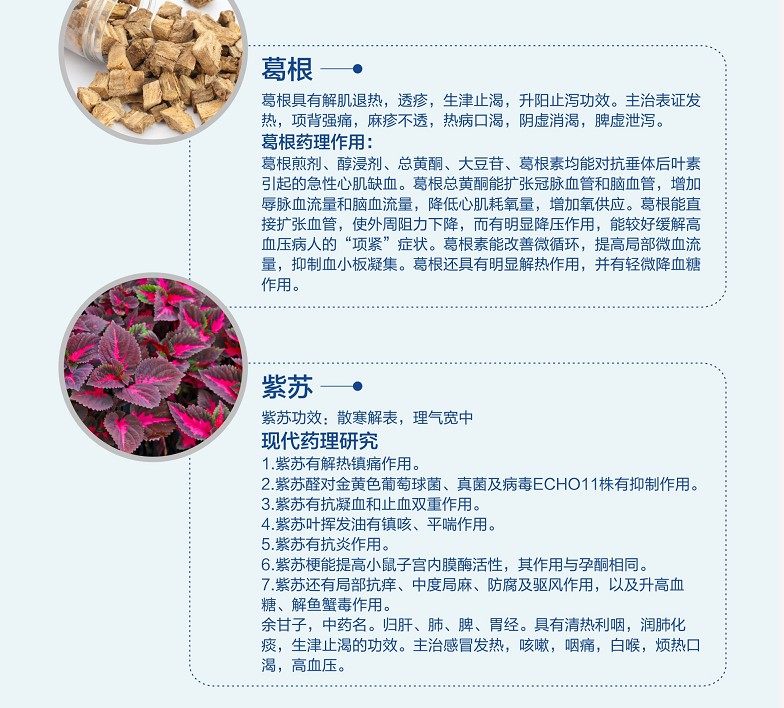 葛根
葛根具有解肌退热，透疹，生津止渴，升阳止泻功效。主治表证发
热，项背强痛，麻疹不透，热病口渴，阴虚消渴，脾虚泄泻。
葛根药理作用：
葛根煎剂、醇浸剂、总黄酮、大豆苷、葛根素均能对抗垂体后叶素
引起的急性心肌缺血。葛根总黄酮能扩张冠脉血管和脑血管，增加
辱脉血流量和脑血流量，降低心肌耗氧量，增加氧供应。葛根能直
接扩张血管，使外周阻力下降，而有明显降压作用，能较好缓解高
血压病人的“项紧”症状。葛根素能改善微循环，提高局部微血流
量，抑制血小板凝集。葛根还具有明显解热作用，并有轻微降血糖
作用。
紫苏
紫苏功效；散寒解表，理气宽中
现代药理研究
1.紫苏有解热镇痛作用。
2.紫苏醛对金黄色葡萄球菌、真菌及病毒ECHO11株有抑制作用。
3.紫苏有抗凝血和止血双重作用。
4.紫苏叶挥发油有镇咳、平喘作用。
5.紫苏有抗炎作用。
6.紫苏梗能提高小鼠子宫内膜酶活性，其作用与孕酮相同。
7.紫苏还有局部抗痒、中度局麻、防腐及驱风作用，以及升高血
糖、解鱼蟹毒作用。
余甘子，中药名。归肝、肺、脾、胃经。具有清热利咽，润肺化
痰，生津止渴的功效。主治感冒发热，咳嗽，咽痛，白喉，烦热口
渴，高血压。